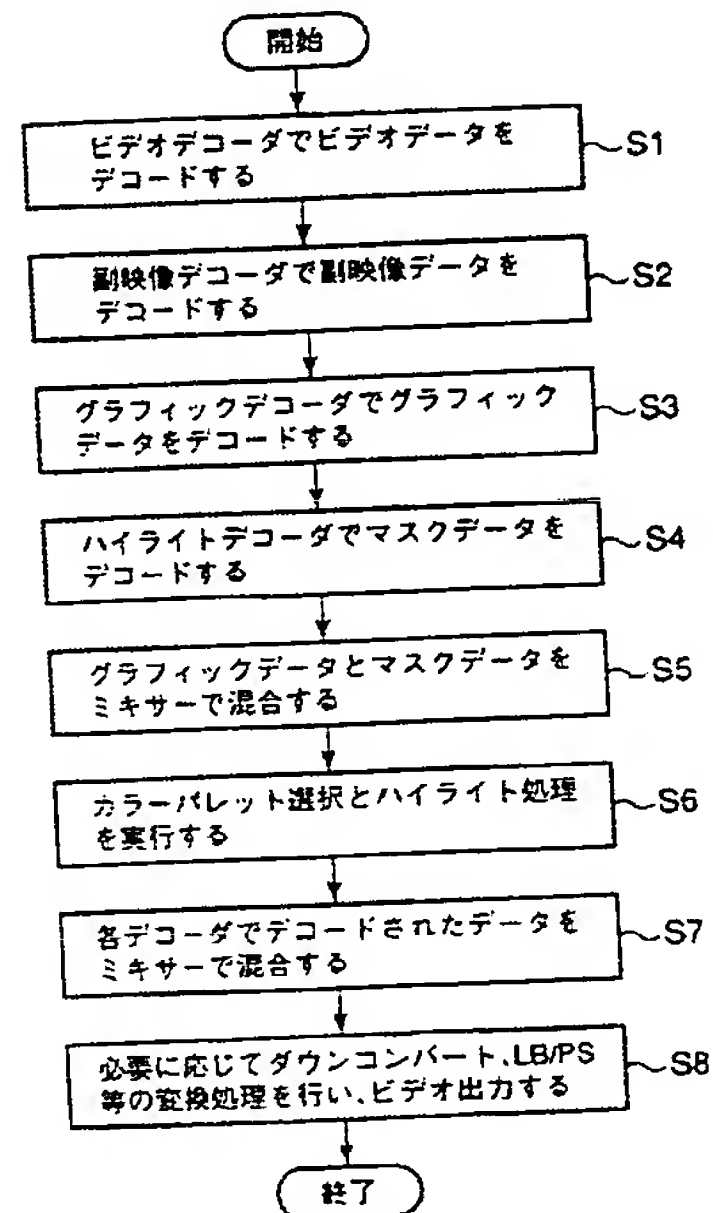 開始
ビデオデコーダでビデオデータを
デコードする
S1
副映像デコーダで副映像データを
デコードする
S2
グラフィックデコーダでグラフィック
データをデコードする
S3
ハイライトデコーダでマスクデータを
デコードする
S4
グラフィックデータとマスクデータを
ミキサーで混合する
S5
カラーパレット選択とハイライト処理
を実行する
S6
各デコーダでデコードされたデータを
ミキサーで混合する
S7
必要に応じてダウンコンバート、LB/PS
等の変換処理を行い、ビデオ出力する
S8
終了